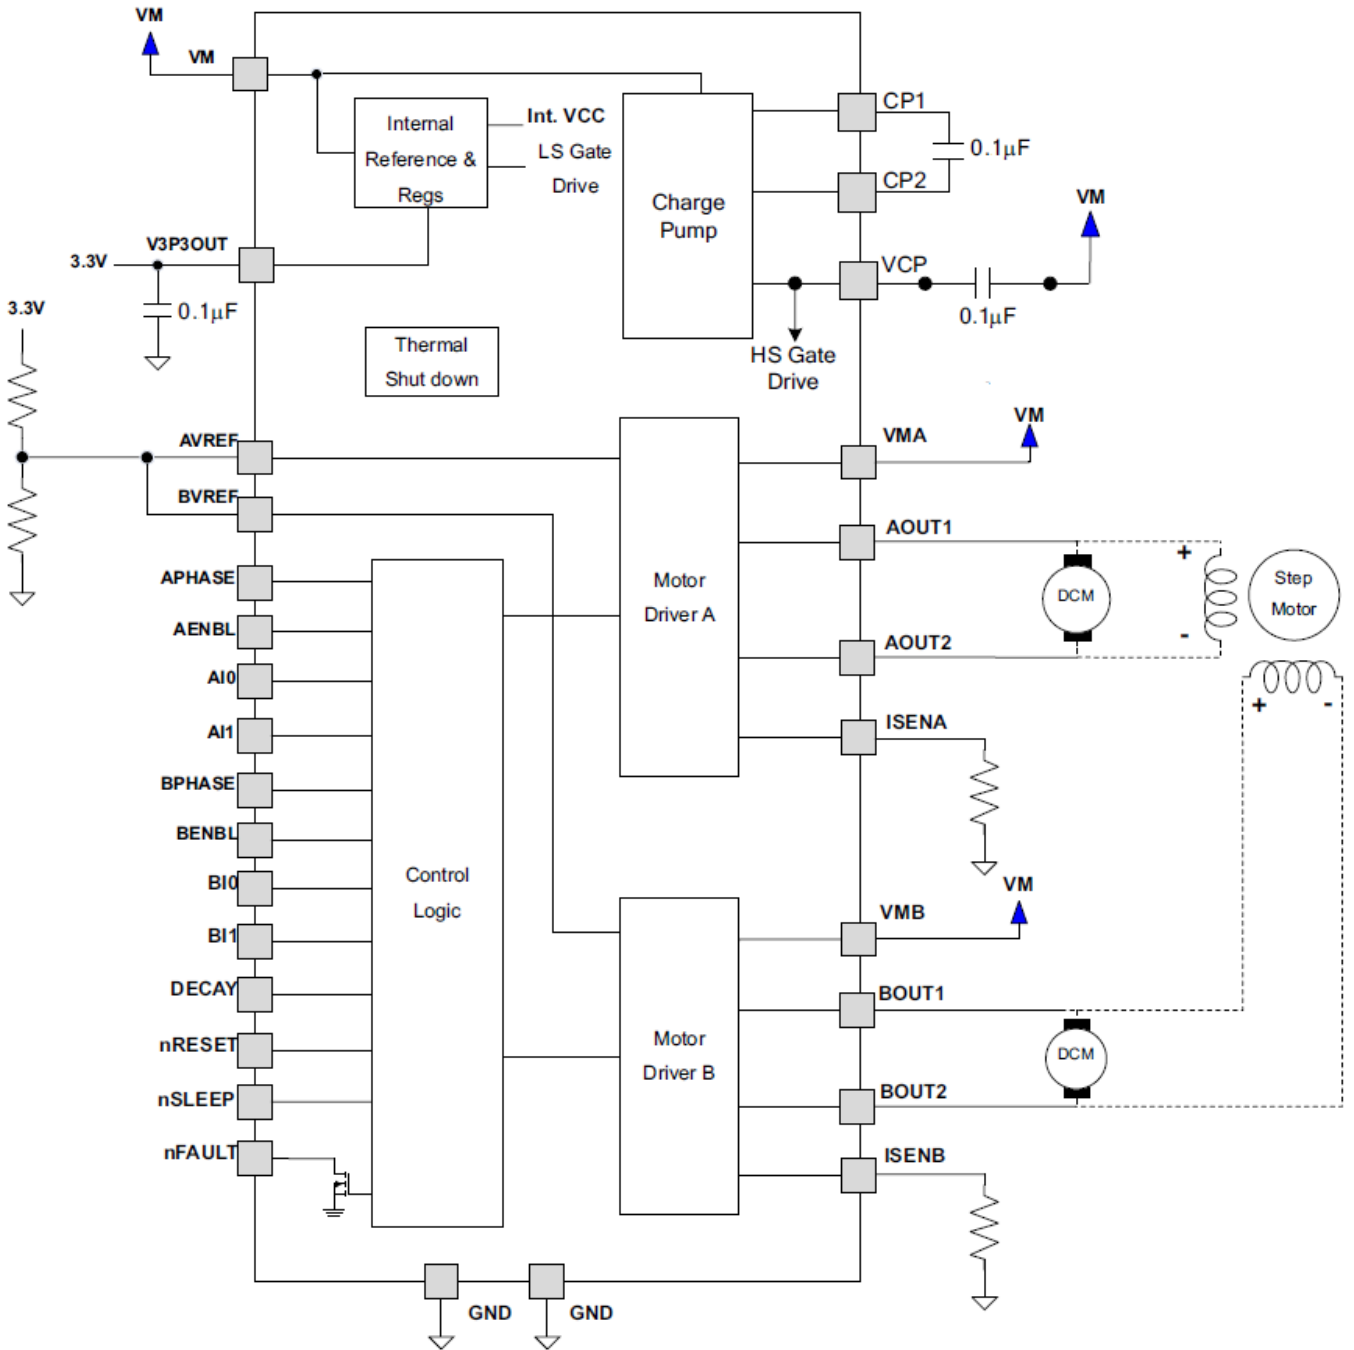 VM
VM
Internal
Reference &
Regs
Int. VCC
LS Gate
Drive
Charge
Pump
CP1
0.1µF
CP2
VM
V3P3OUT
3.3V
0.1µF
VCP
0.1µF
HS Gate
Drive
3.3V
Thermal
Shut down
AVREF
BVREF
VMA
VM
APHASE
AENBL
AI0
AI1
BPHASE
BENBL
BI0
BI1
DECAY
nRESET
nSLEEP
nFAULT
Control
Logic
Motor
Driver A
AOUT1
DCM
+
-
Step
Motor
+
-
AOUT2
ISENA
VM
VMB
Motor
Driver B
BOUT1
DCM
BOUT2
ISENB
GND
GND